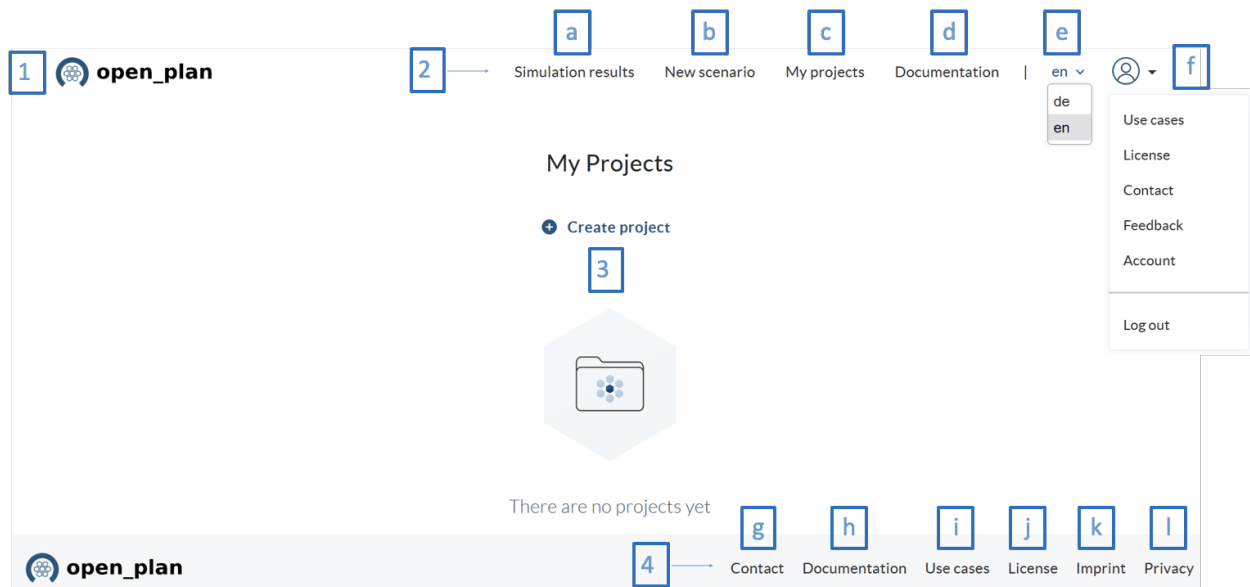 a b c d e
1 open_plan 2 Simulation results New scenario My projects Documentation | en f
de
en
Use cases
License
Contact
Feedback
Account
Log out
My Projects
Create project
3
There are no projects yet
g h i j k l
open_plan 4 Contact Documentation Use cases License Imprint Privacy